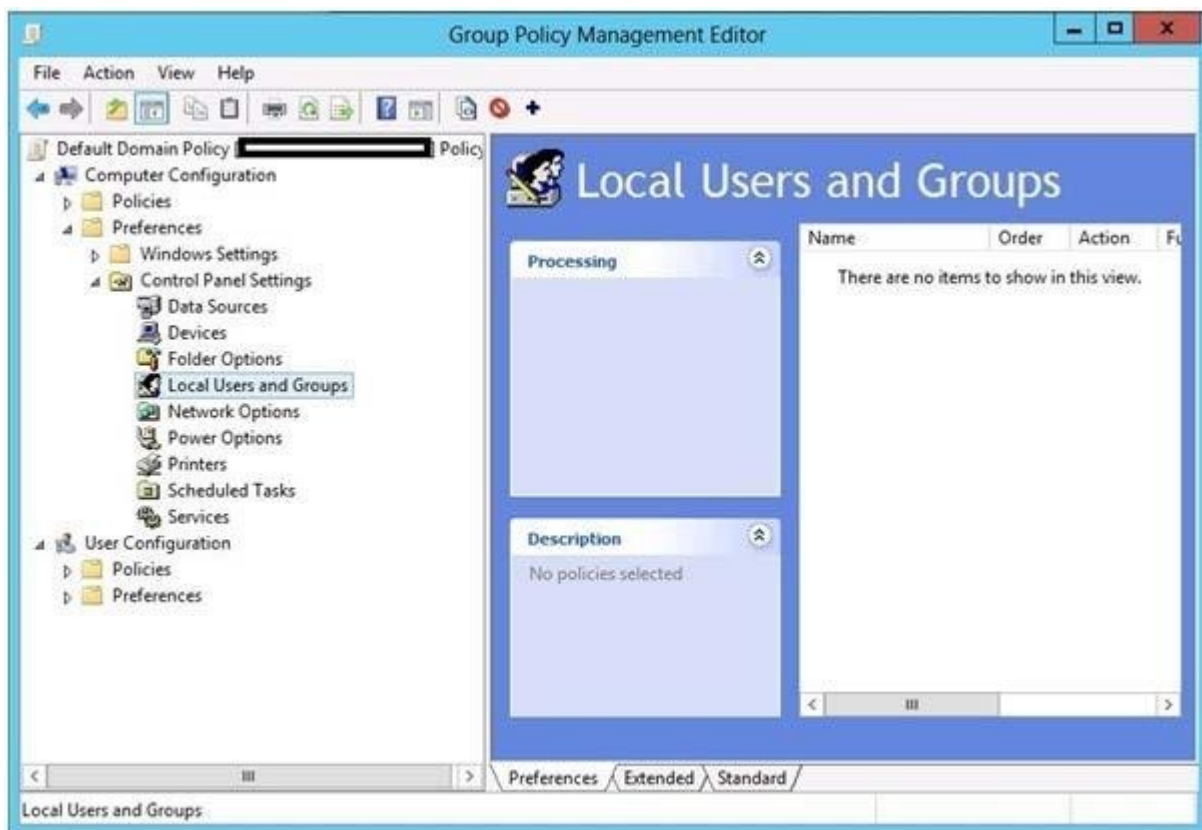 Group Policy Management Editor
File Action View Help
Default Domain Policy [ ] Policy
Computer Configuration
Policies
Preferences
Windows Settings
Control Panel Settings
Data Sources
Devices
Folder Options
Local Users and Groups
Network Options
Power Options
Printers
Scheduled Tasks
Services
User Configuration
Policies
Preferences
Local Users and Groups
Processing
Description
No policies selected
Name Order Action
There are no items to show in this view.
Preferences Extended Standard
Local Users and Groups